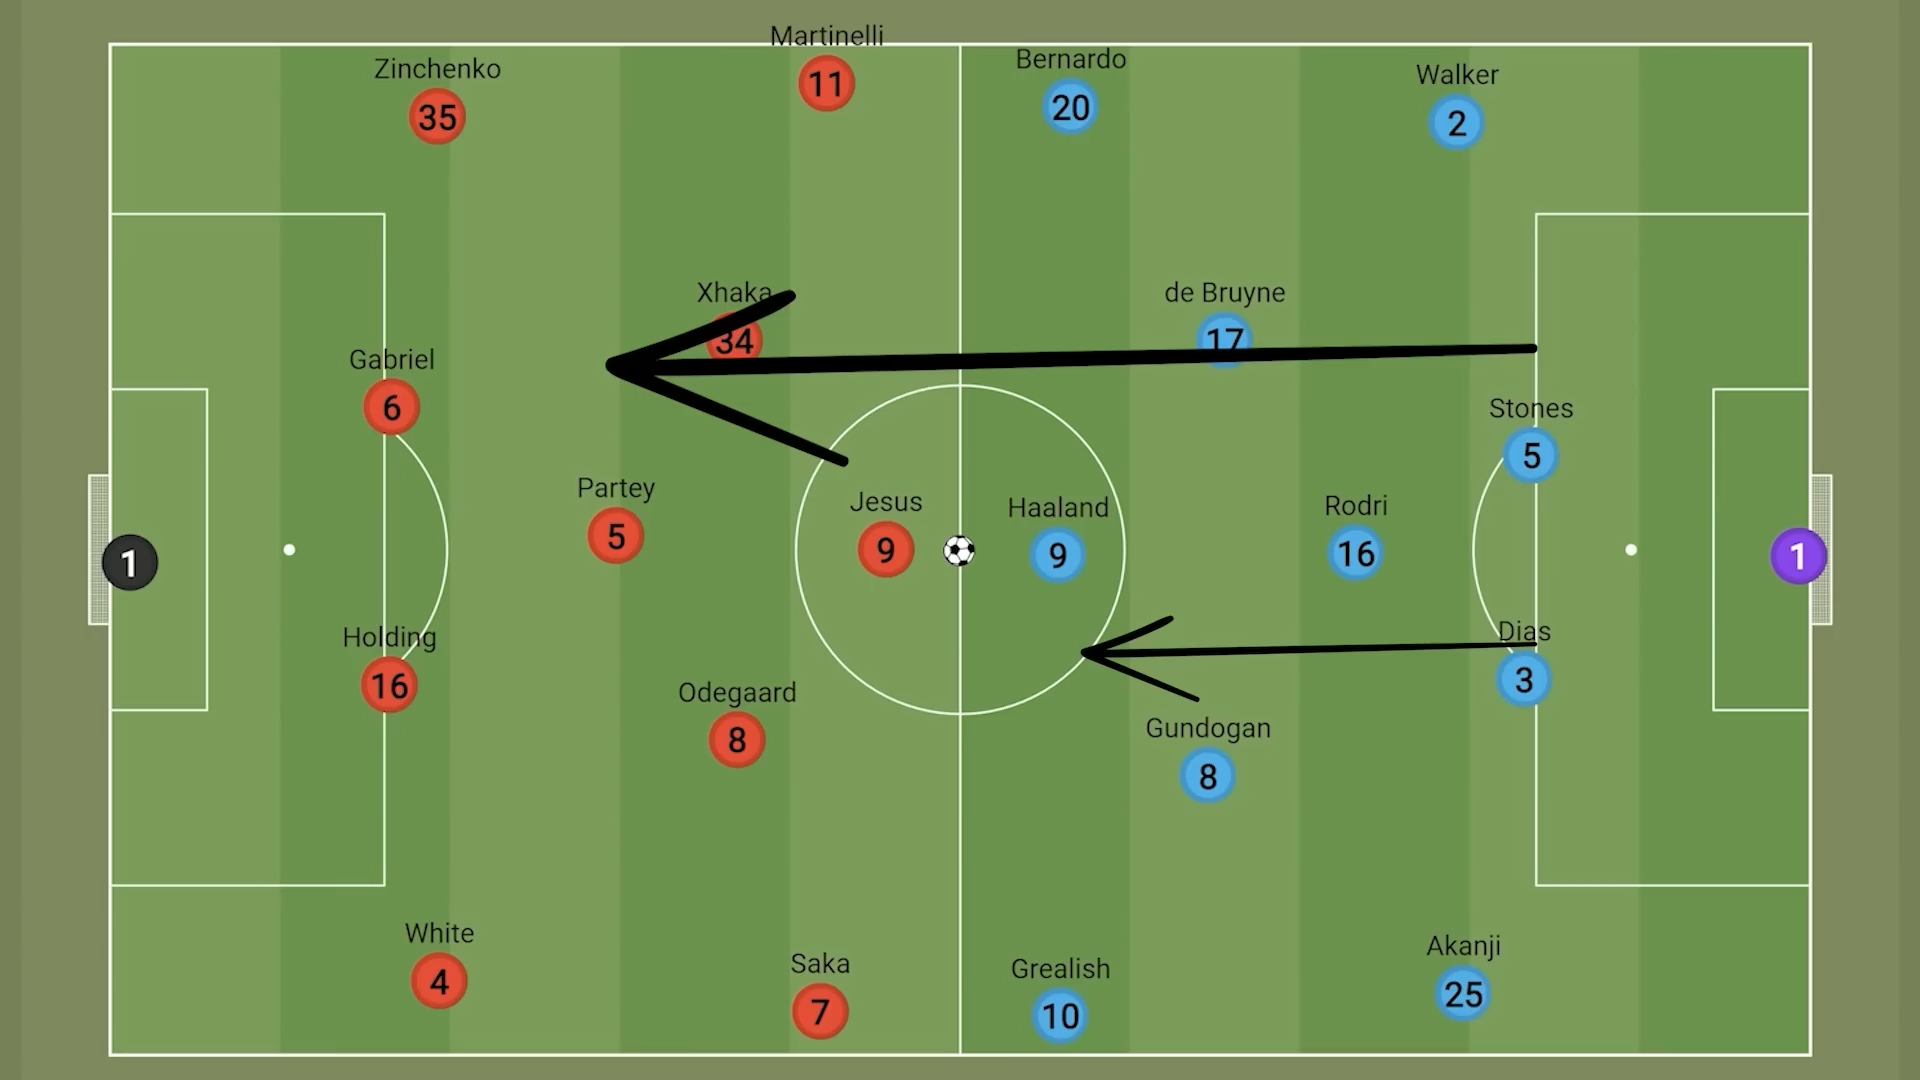 Martinelli
11
Zinchenko
35
Bernardo
20
Walker
2
Xhaka
34
de Bruyne
17
Gabriel
6
Stones
5
Partey
5
Jesus
9
Haaland
9
Rodri
16
1
1
Holding
16
Dias
3
Odegaard
8
Gundogan
8
White
4
Saka
7
Grealish
10
Akanji
25